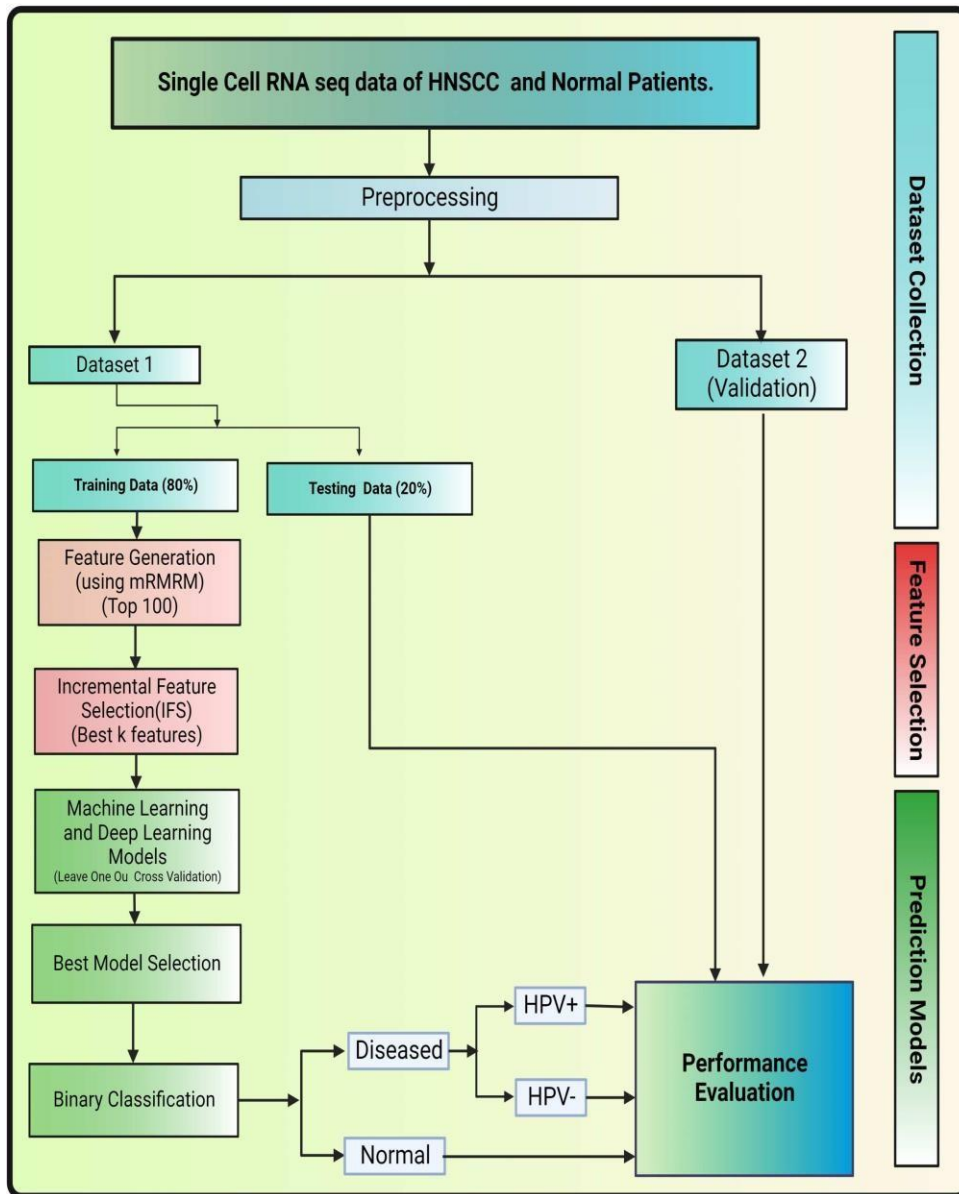 Single Cell RNA seq data of HNSCC and Normal Patients.
Preprocessing
Dataset 1
Dataset 2
(Validation)
Training Data (80%)
Testing Data (20%)
Feature Generation
(using mRMRM)
(Top 100)
Incremental Feature
Selection(IFS)
(Best k features)
Machine Learning
and Deep Learning
Models
(Leave One Ou Cross Validation)
Best Model Selection
Binary Classification
Diseased
Normal
HPV+
HPV-
Performance
Evaluation
Dataset Collection
Feature Selection
Prediction Models